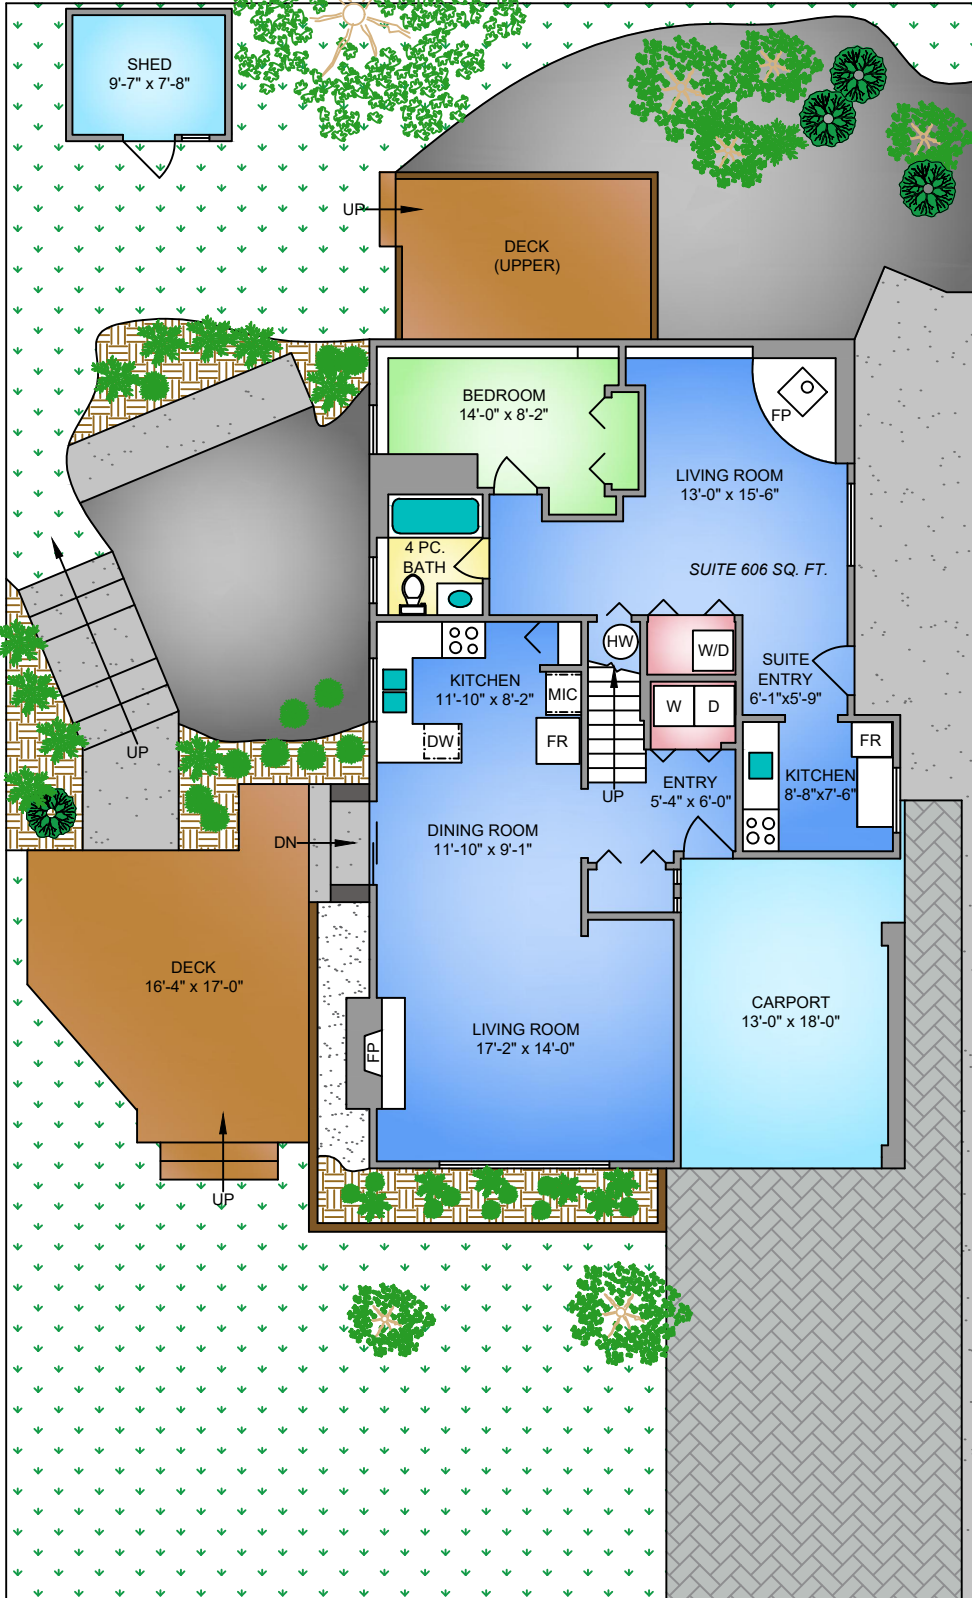 SHED
9'-7" x 7'-8"
UP
DECK
(UPPER)
BEDROOM
14'-0" x 8'-2"
FP
LIVING ROOM
13'-0" x 15'-6"
4 PC.
BATH
SUITE 606 SQ. FT.
HW
W/D
SUITE
ENTRY
6'-1"x5'-9"
KITCHEN
11'-10" x 8'-2"
MIC
W
D
DW
FR
FR
UP
UP
ENTRY
5'-4" x 6'-0"
KITCHEN
8'-8"x7'-6"
DN
DINING ROOM
11'-10" x 9'-1"
DECK
16'-4" x 17'-0"
CARPORT
13'-0" x 18'-0"
LIVING ROOM
17'-2" x 14'-0"
FP
UP